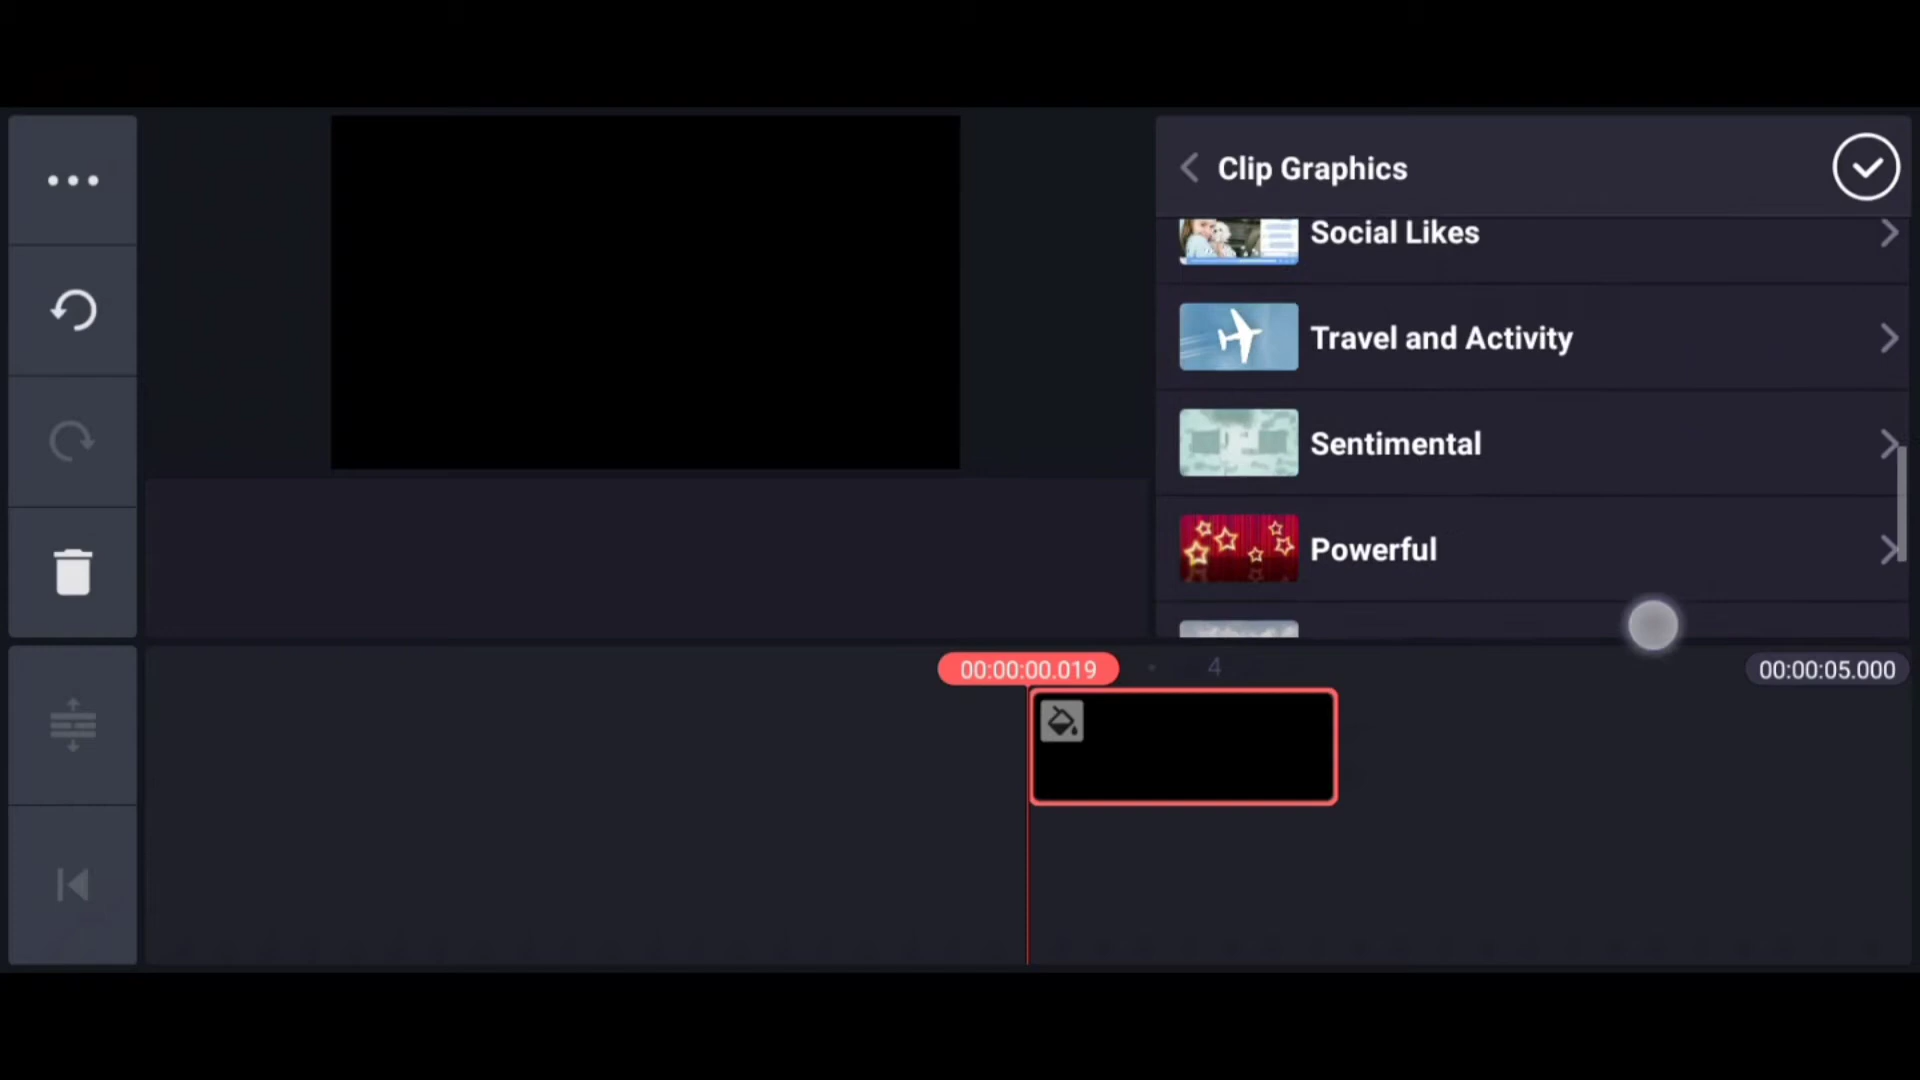 Clip Graphics
Social Likes
Travel and Activity
Sentimental
Powerful
00:00:00.019
4
00:00:05.000